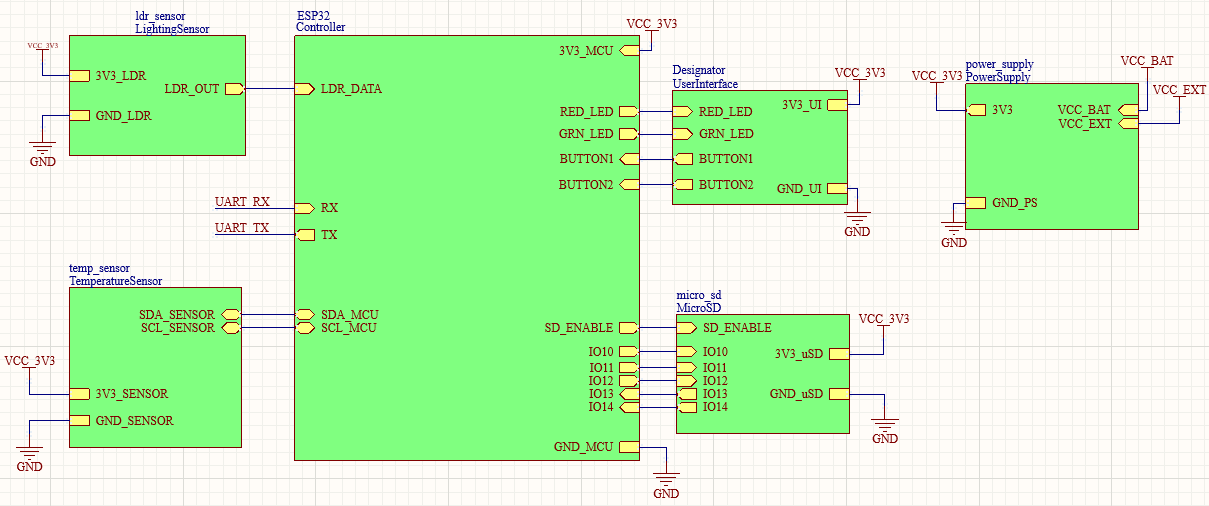 ldr_sensor
LightingSensor
VCC_3V3
3V3_LDR
LDR_OUT
GND_LDR
GND
ESP32
Controller
3V3_MCU
VCC_3V3
LDR_DATA
RED_LED
GRN_LED
BUTTON1
BUTTON2
UART_RX
RX
UART_TX
TX
SDA_MCU
SCL_MCU
SD_ENABLE
IO10
IO11
IO12
IO13
IO14
GND_MCU
GND
Designator
UserInterface
VCC_3V3
3V3_UI
RED_LED
GRN_LED
BUTTON1
BUTTON2
GND_UI
GND
power_supply
PowerSupply
VCC_3V3
VCC_BAT
VCC_EXT
3V3
VCC_BAT
VCC_EXT
GND_PS
GND
temp_sensor
TemperatureSensor
SDA_SENSOR
SCL_SENSOR
VCC_3V3
3V3_SENSOR
GND_SENSOR
GND
micro_sd
MicroSD
VCC_3V3
SD_ENABLE
3V3_uSD
IO10
IO11
IO12
IO13
IO14
GND_uSD
GND